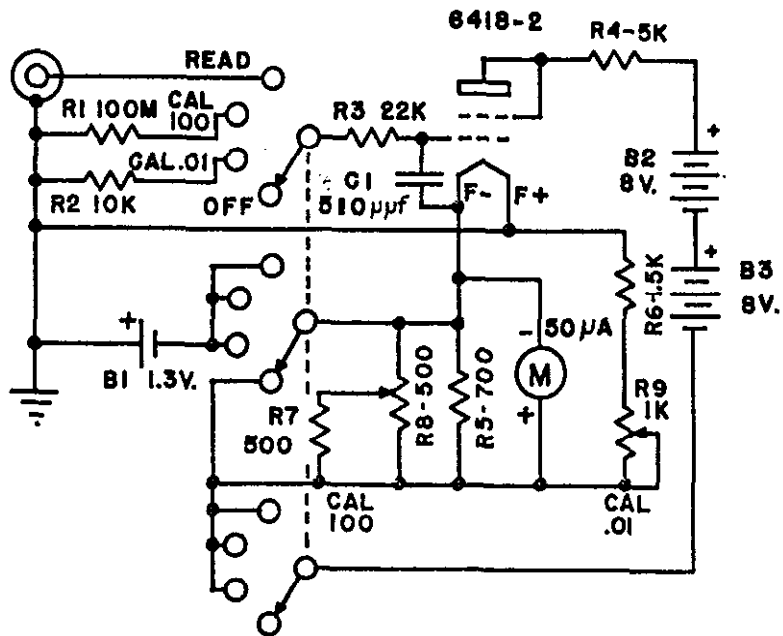 6418-2
R4-5K
READ
R1 100M
CAL
100
R3 22K
+
B2
8V.
CAL.01
R2 10K
OFF
C1
510μμf
F-
F+
+
B3
8V.
R6-1.5K
+
B1 1.3V.
-
50μA
M
+
R7
500
R8-500
R5-700
R9
1K
CAL
100
CAL
.01